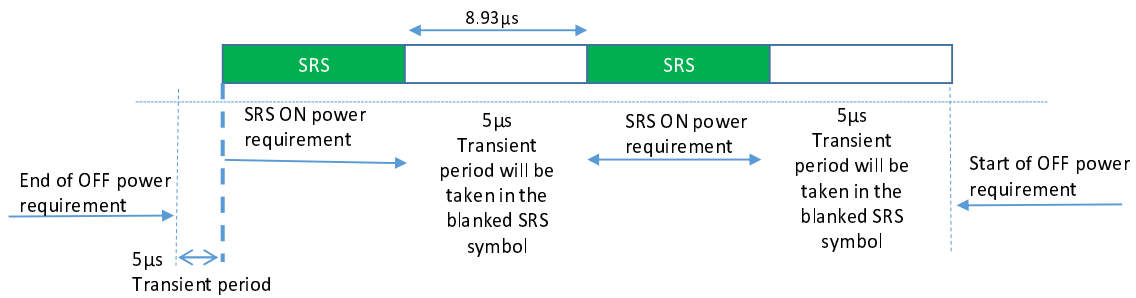 8.93µs
SRS
SRS
SRS ON power
requirement
5µs
Transient
period will be
taken in the
blanked SRS
symbol
SRS ON power
requirement
5µs
Transient
period will be
taken in the
blanked SRS
symbol
End of OFF power
requirement
Start of OFF power
requirement
5µs
Transient period